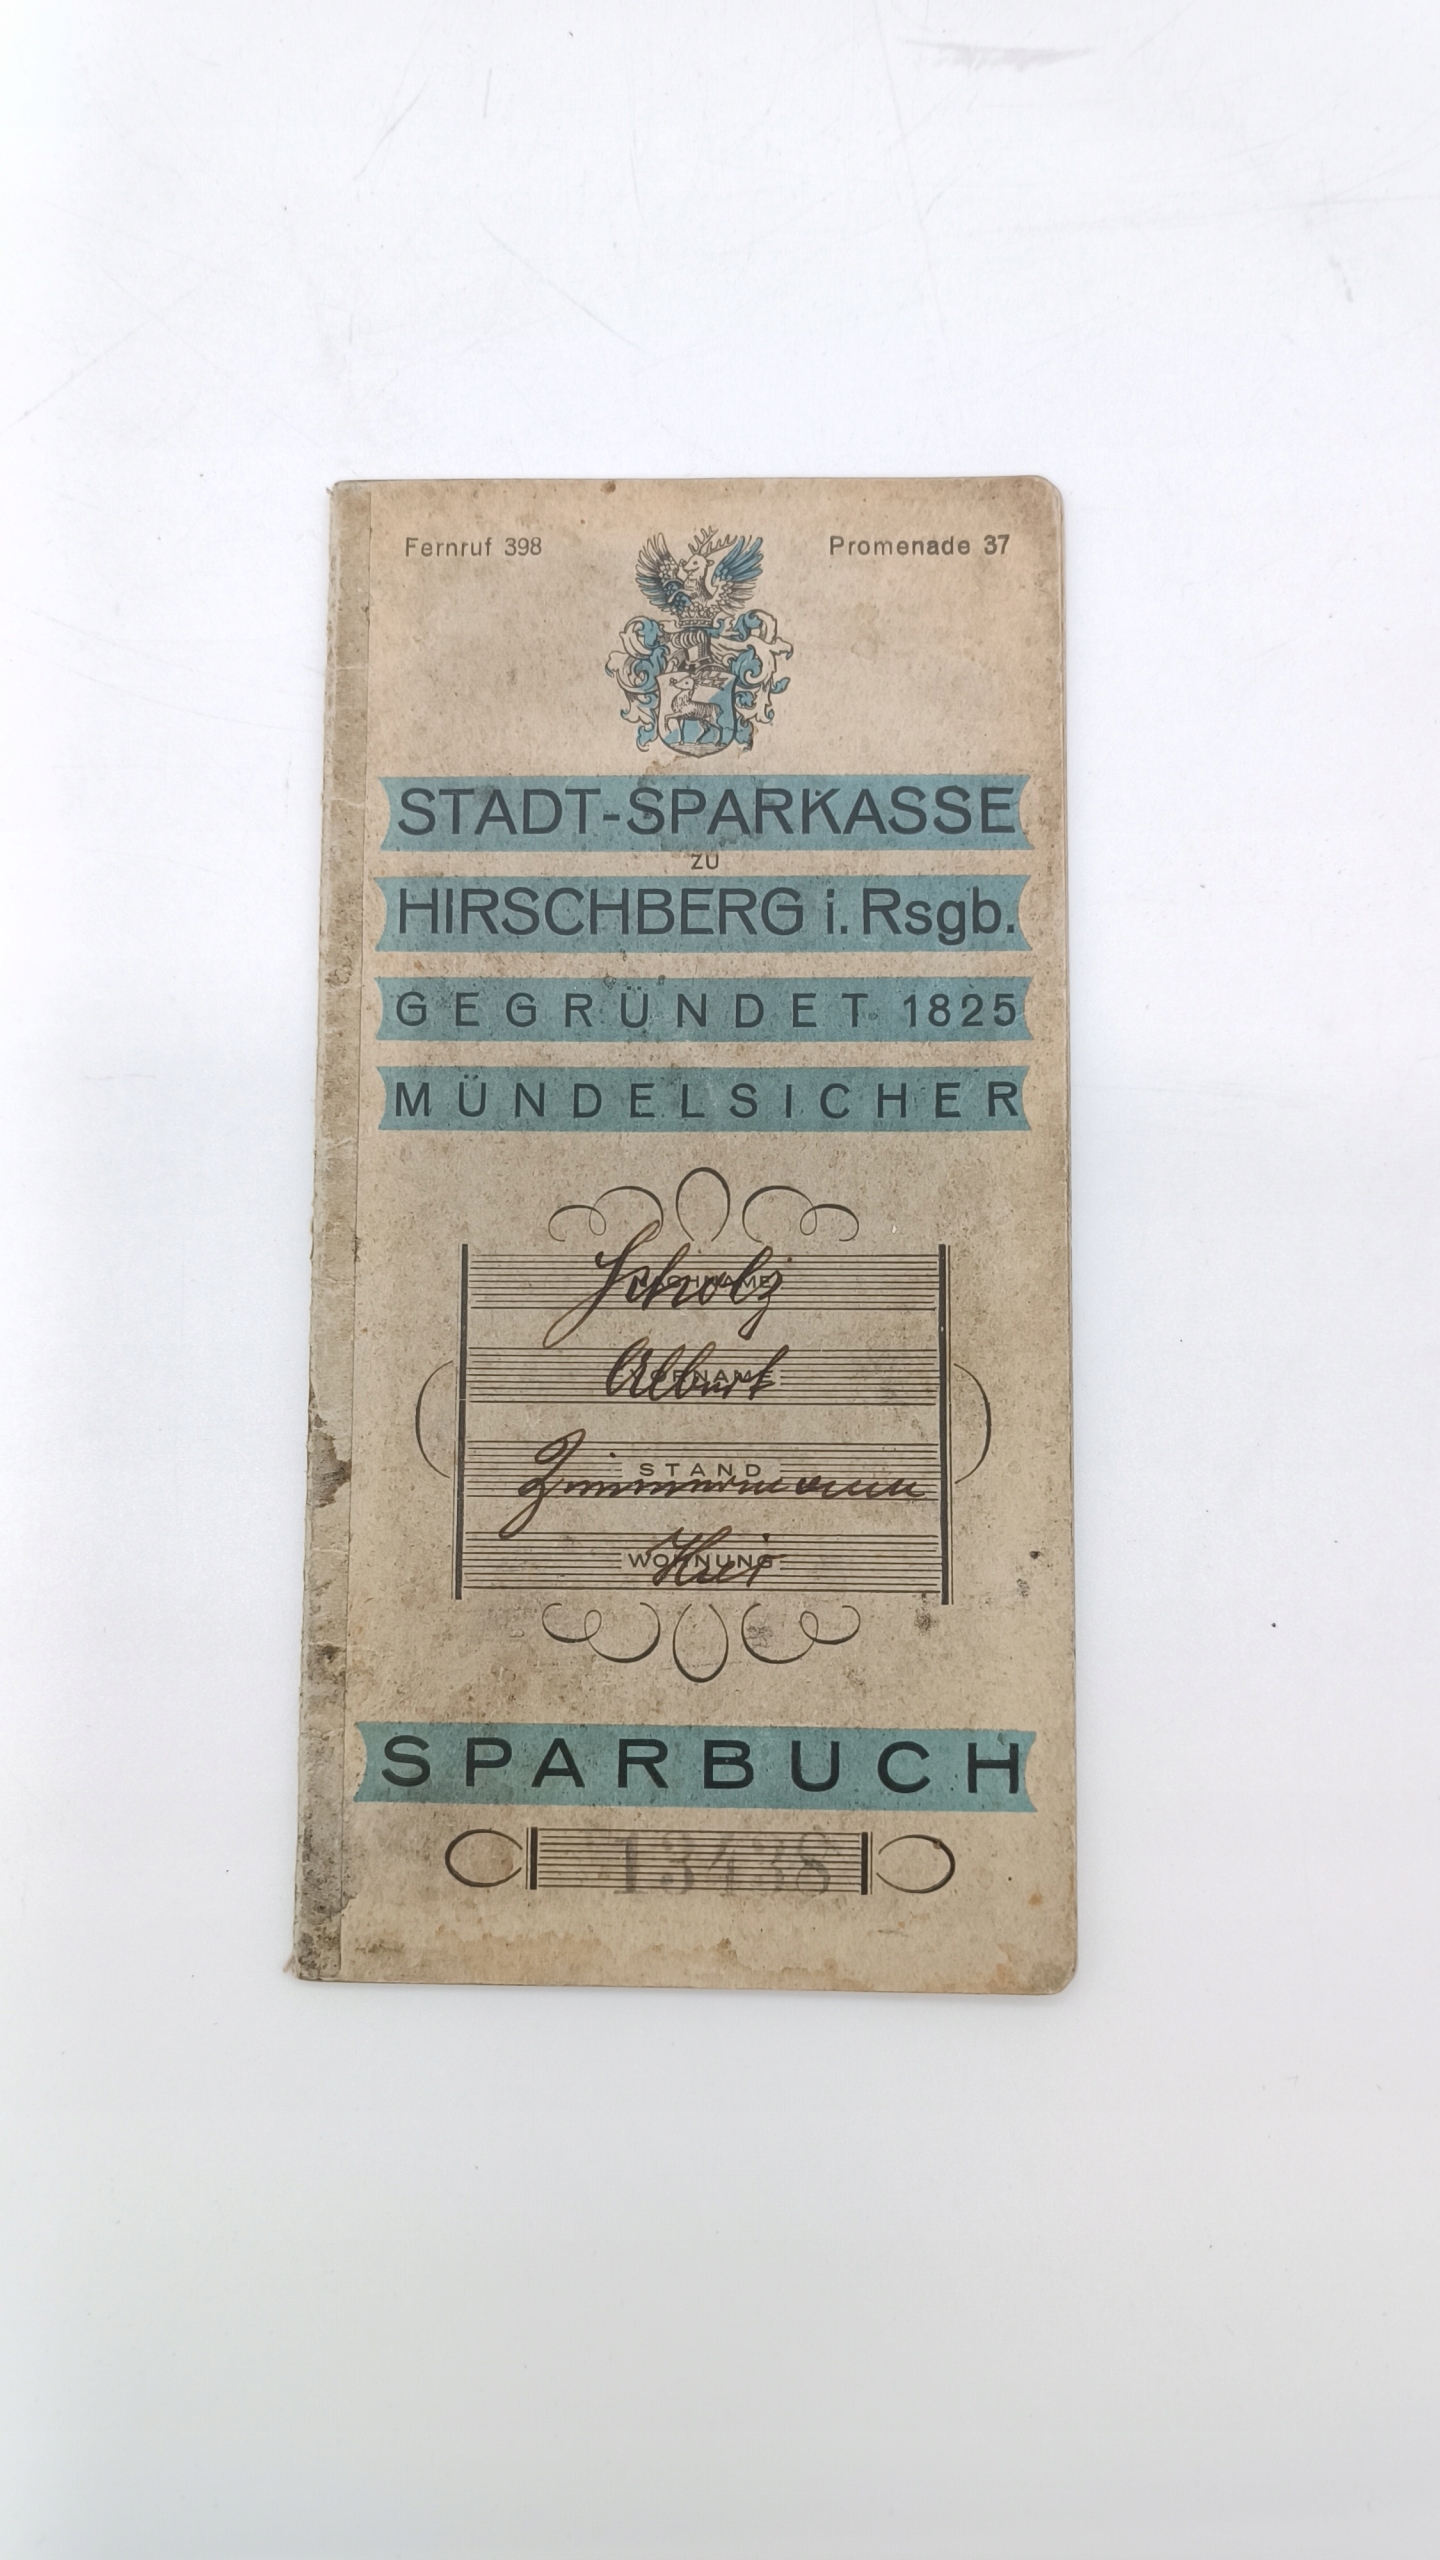 Fernruf 398
Promenade 37
STADT-SPARKASSE
ZU
HIRSCHBERG i. Rsgb.
GEGRÜNDET 1825
MÜNDELSICHER
NACHNAME
Scholz
VORNAME
Albert
STAND
Zimmermann
WOHNUNG
SPARBUCH
13438